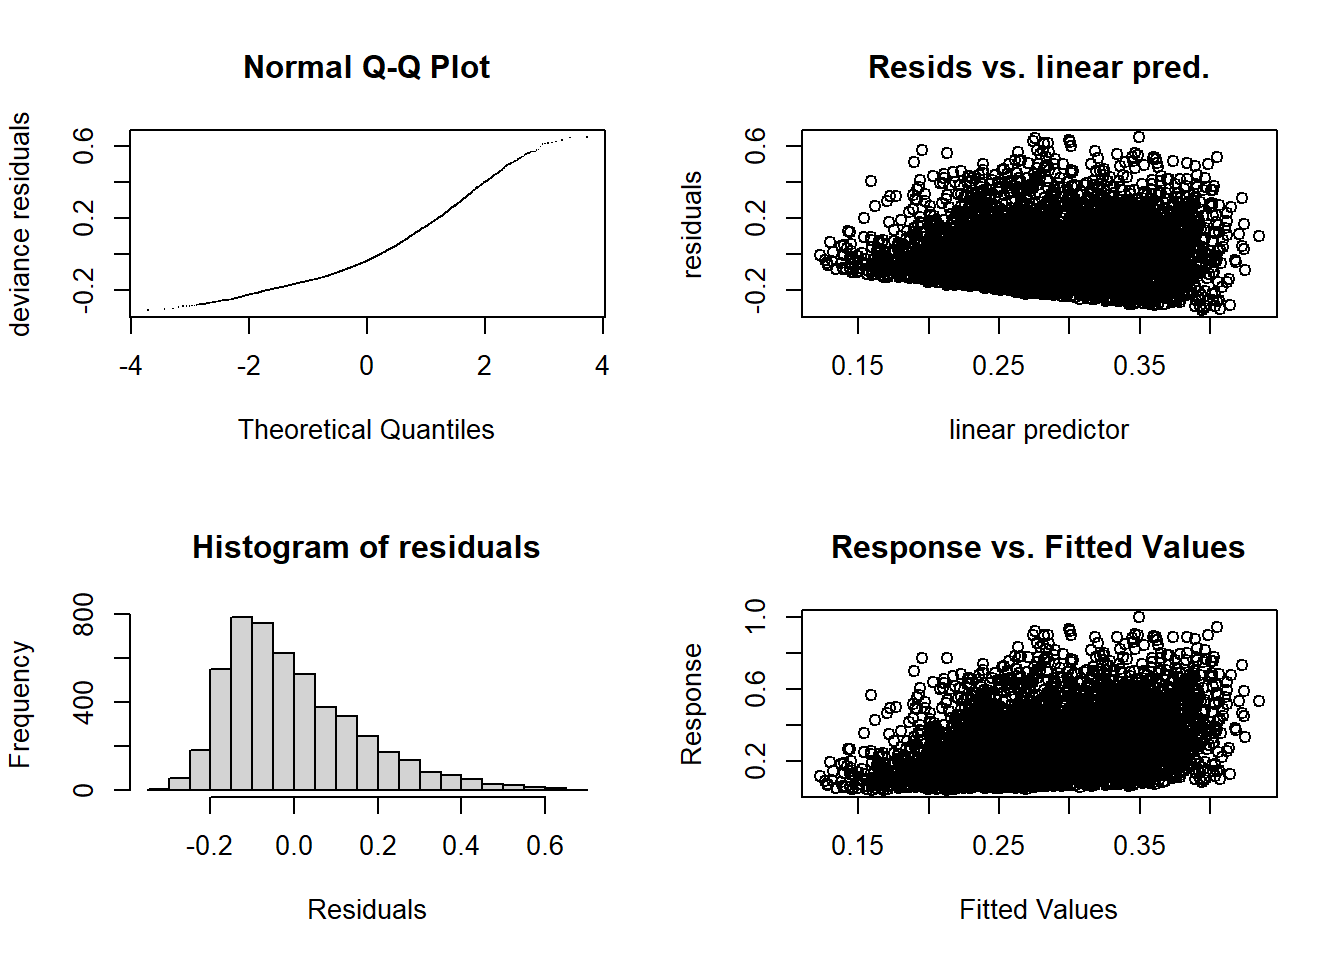 Normal Q-Q Plot
deviance residuals
-0.2 0.2 0.6
-4 -2 0 2 4
Theoretical Quantiles
Resids vs. linear pred.
residuals
-0.2 0.2 0.6
0.15 0.25 0.35
linear predictor
Histogram of residuals
Frequency
0 400 800
-0.2 0.0 0.2 0.4 0.6
Residuals
Response vs. Fitted Values
Response
0.2 0.6 1.0
0.15 0.25 0.35
Fitted Values